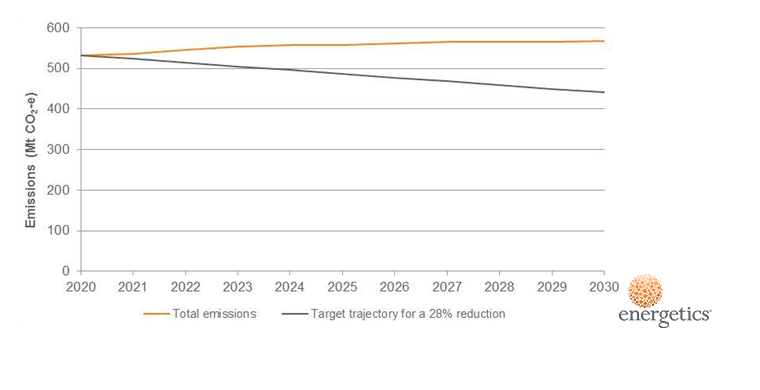 600
500
400
300
200
100
0
Emissions (Mt CO₂-e)
2020 2021 2022 2023 2024 2025 2026 2027 2028 2029 2030
Total emissions Target trajectory for a 28% reduction
energetics